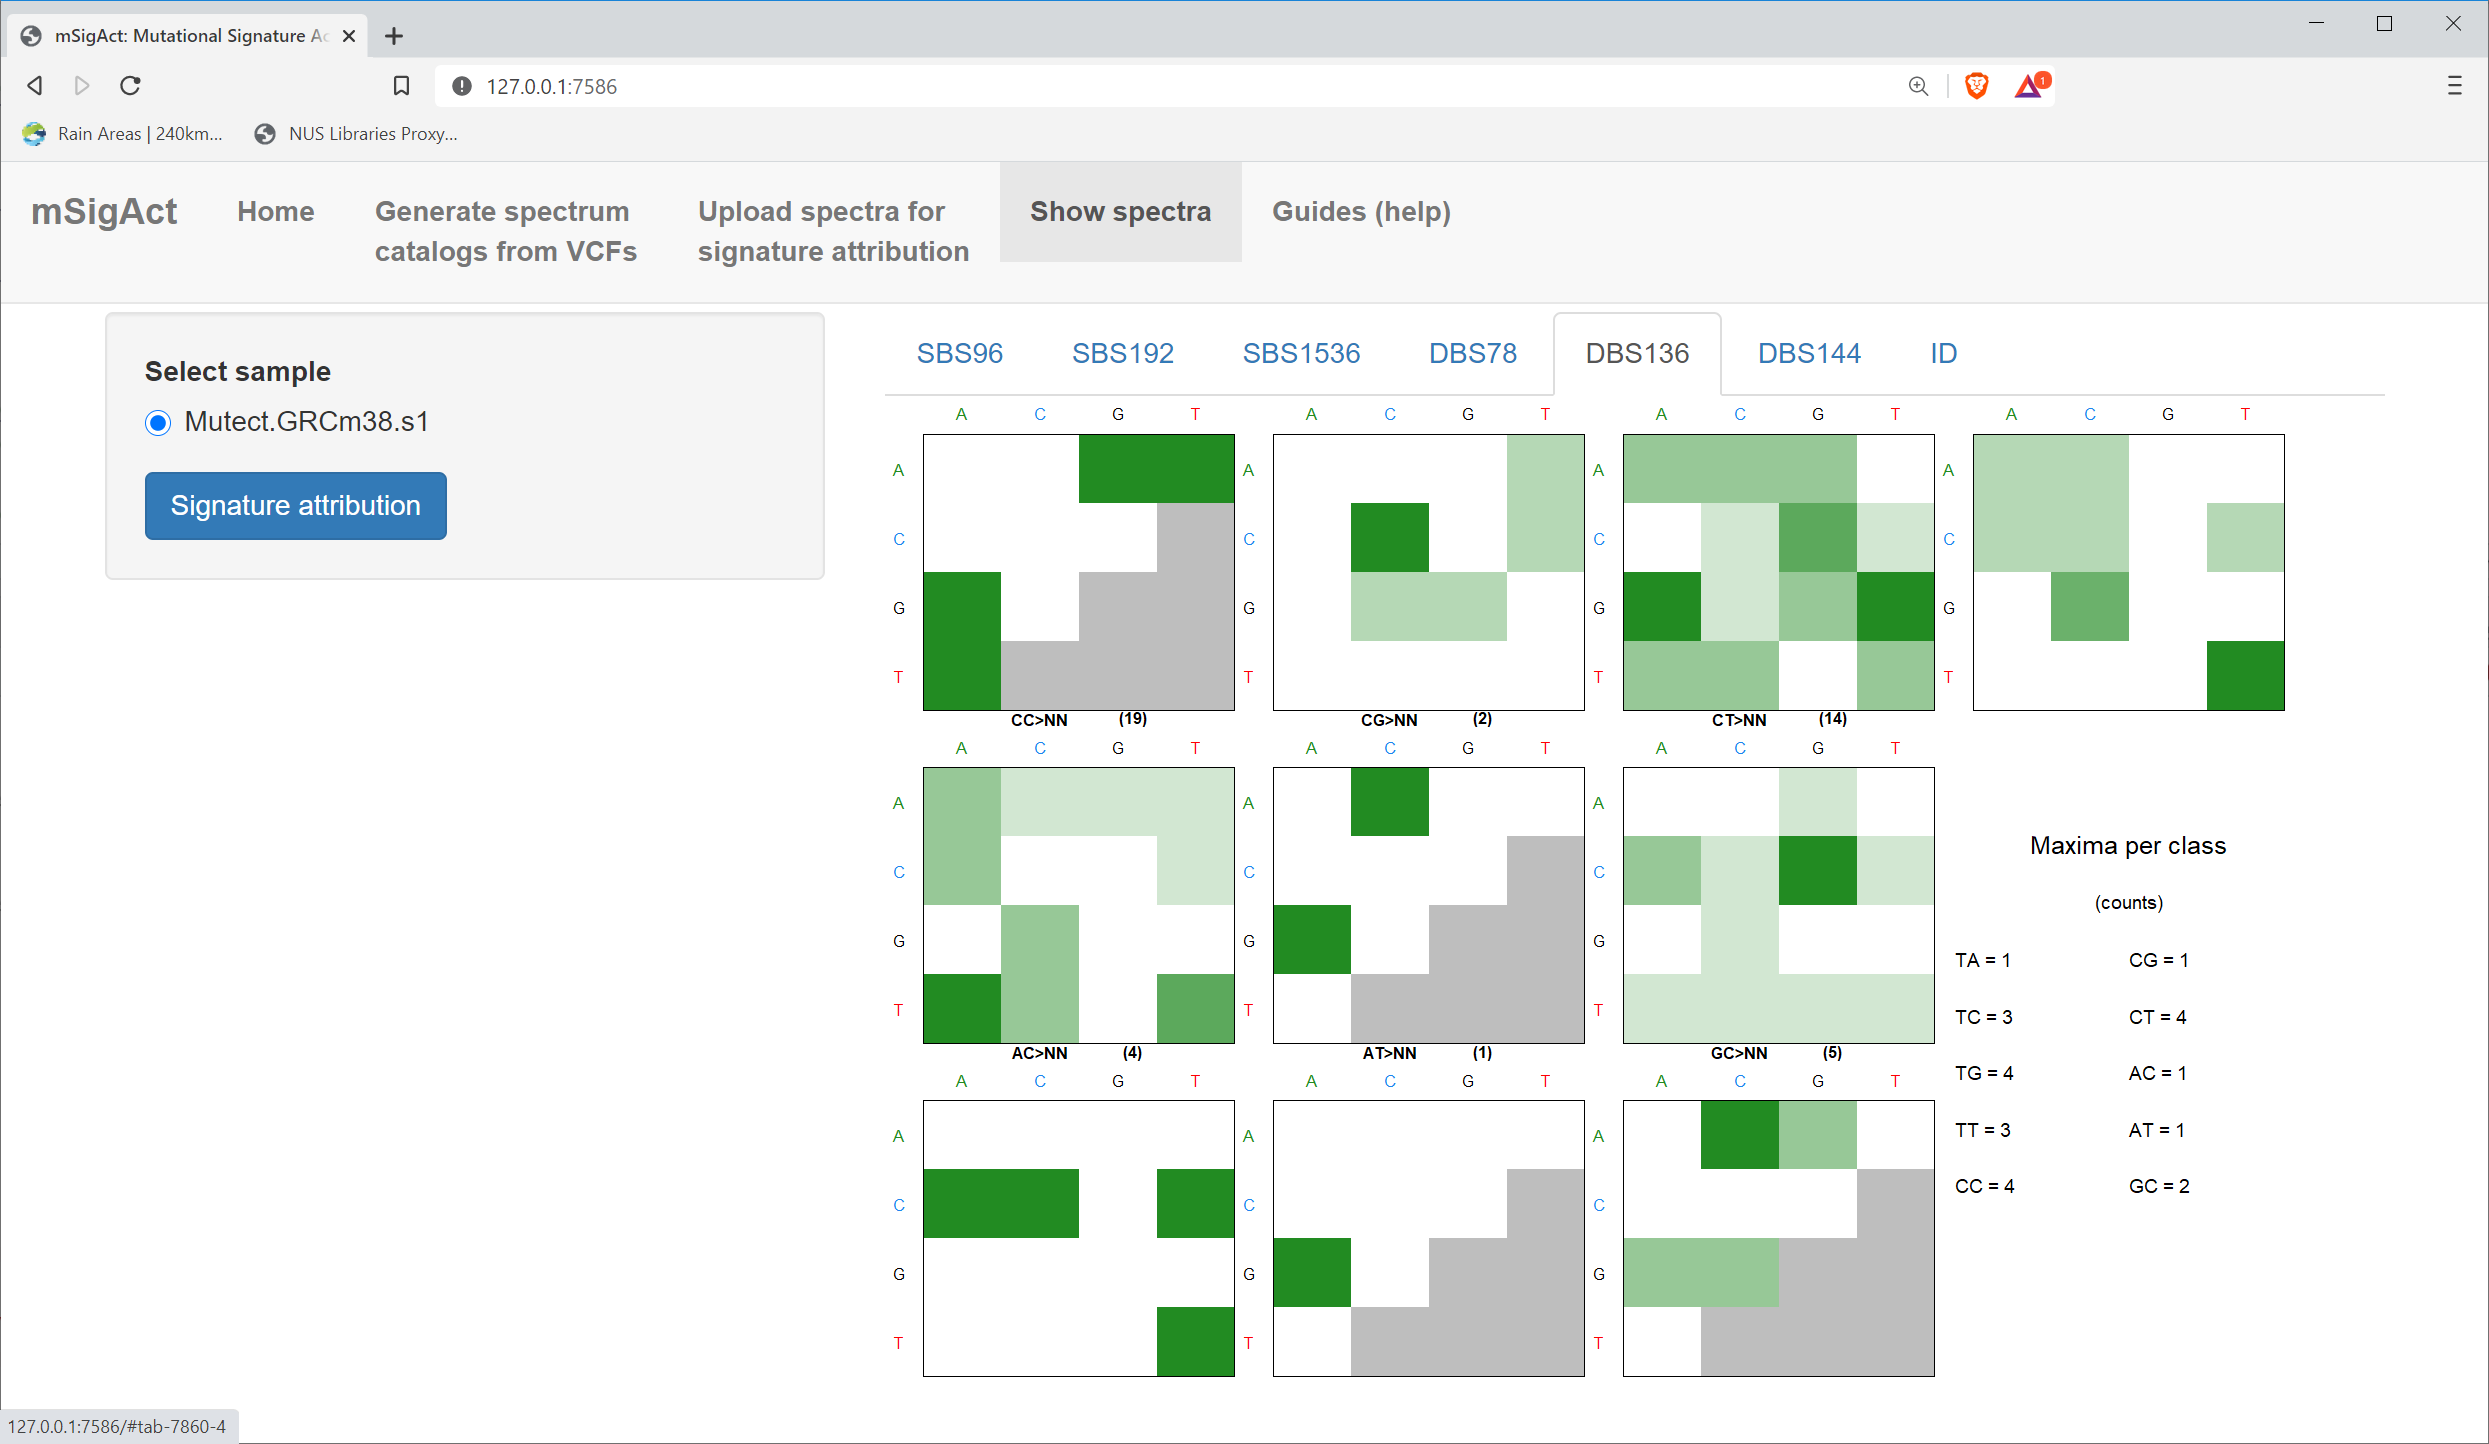 mSigAct: Mutational Signature Ac
127.0.0.1:7586
1
Rain Areas | 240km...
NUS Libraries Proxy...
mSigAct
Home
Generate spectrum
catalogs from VCFs
Upload spectra for
signature attribution
Show spectra
Guides (help)
Select sample
Mutect.GRCm38.s1
Signature attribution
SBS96 SBS192 SBS1536 DBS78 DBS136 DBS144 ID
A C G T A C G T A C G T A C G T
A A A A
C C C C
G G G G
T T T T
CC>NN (19) CG>NN (2) CT>NN (14)
A C G T A C G T A C G T
A A A
C C C
G G G
T T T
AC>NN (4) AT>NN (1) GC>NN (5)
A C G T A C G T A C G T
A A A
C C C
G G G
T T T
Maxima per class
(counts)
TA = 1 CG = 1
TC = 3 CT = 4
TG = 4 AC = 1
TT = 3 AT = 1
CC = 4 GC = 2
127.0.0.1:7586/#tab-7860-4